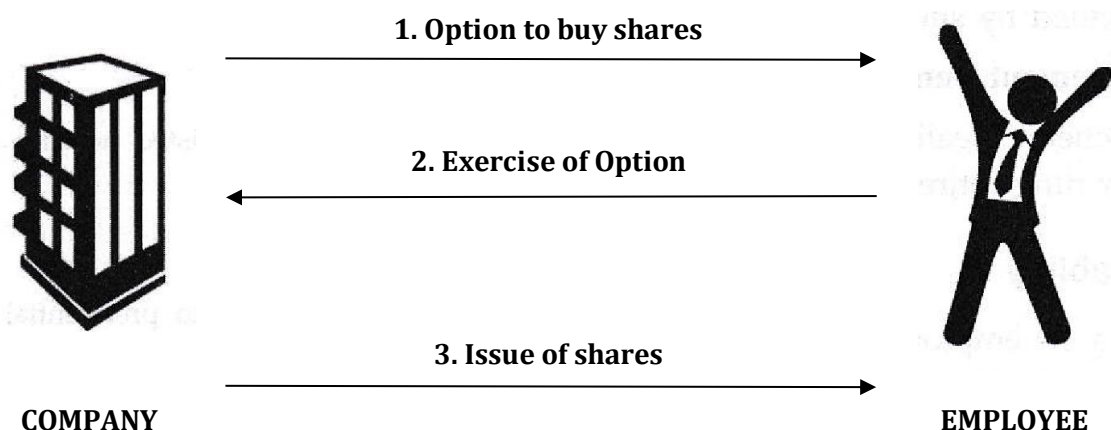 1. Option to buy shares
2. Exercise of Option
3. Issue of shares
COMPANY
EMPLOYEE